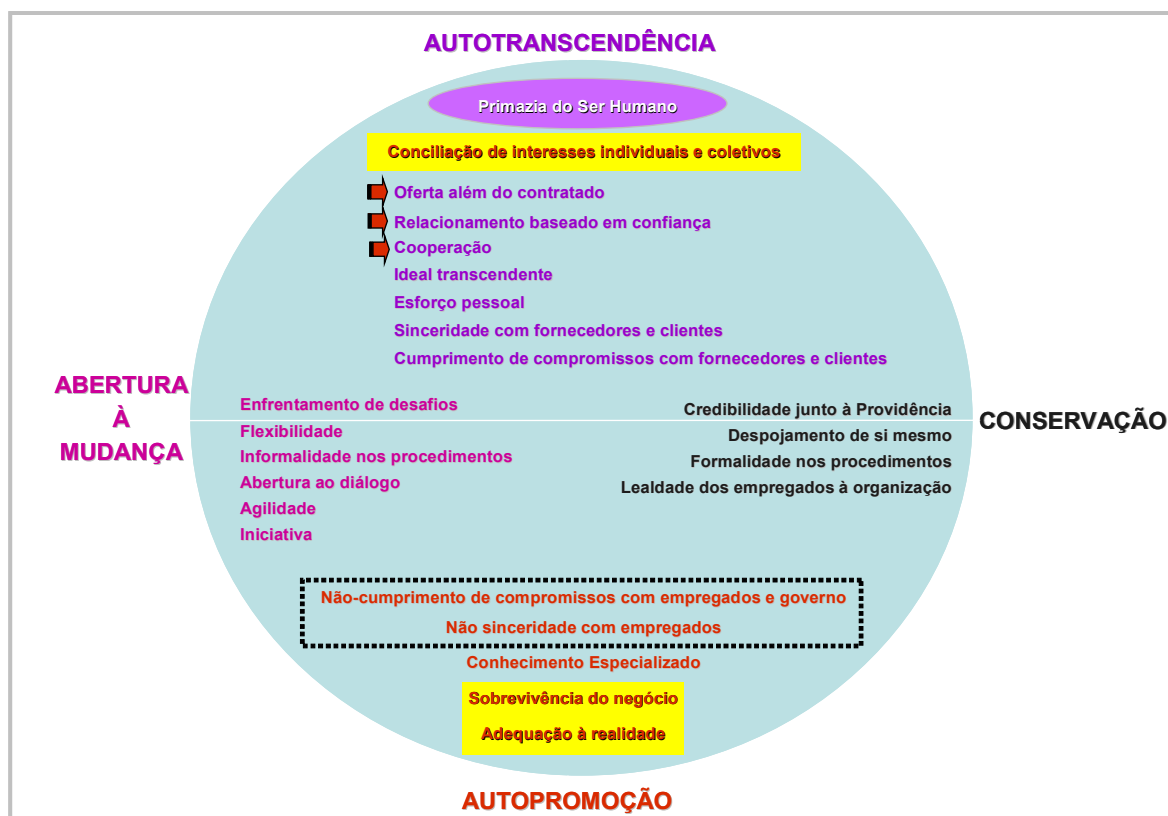 AUTOTRANSCENDÊNCIA
Primazia do Ser Humano
Conciliação de interesses individuais e coletivos
Oferta além do contratado
Relacionamento baseado em confiança
Cooperação
Ideal transcendente
Esforço pessoal
Sinceridade com fornecedores e clientes
Cumprimento de compromissos com fornecedores e clientes
ABERTURA
À
MUDANÇA
Enfrentamento de desafios
Flexibilidade
Informalidade nos procedimentos
Abertura ao diálogo
Agilidade
Iniciativa
Credibilidade junto à Providência
Despojamento de si mesmo
Formalidade nos procedimentos
Lealdade dos empregados à organização
CONSERVAÇÃO
Não-cumprimento de compromissos com empregados e governo
Não sinceridade com empregados
Conhecimento Especializado
Sobrevivência do negócio
Adequação à realidade
AUTOPROMOÇÃO